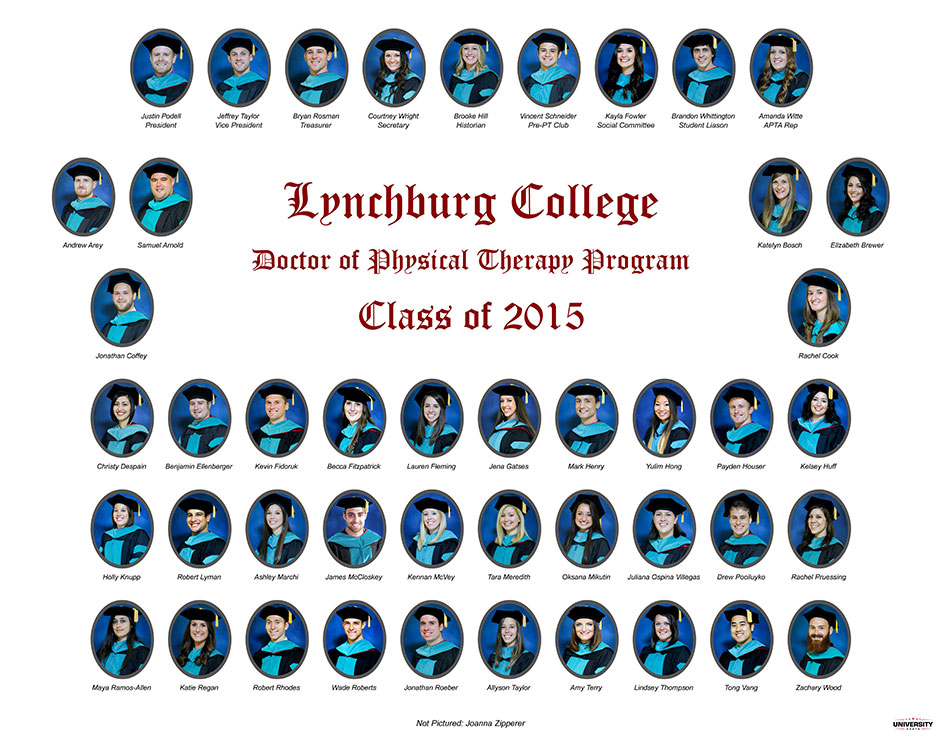 Justin Podell
President
Jeffrey Taylor
Vice President
Bryan Rosman
Treasurer
Courtney Wright
Secretary
Brooke Hill
Historian
Vincent Schneider
Pre-PT Club
Kayla Fowler
Social Committee
Brandon Whittington
Student Liason
Amanda Witte
APTA Rep
Lynchburg College
Doctor of Physical Therapy Program
Class of 2015
Andrew Arey
Samuel Arnold
Katelyn Bosch
Elizabeth Brewer
Jonathan Coffey
Rachel Cook
Christy Despain
Benjamin Ellenberger
Kevin Fidoruk
Becca Fitzpatrick
Lauren Fleming
Jena Gatses
Mark Henry
Yulim Hong
Payden Houser
Kelsey Huff
Holly Knupp
Robert Lyman
Ashley Marchi
James McCloskey
Kennan McVey
Tara Meredith
Oksana Mikutin
Juliana Ospina Villegas
Drew Pociluyko
Rachel Pruessing
Maya Ramos-Allen
Katie Regan
Robert Rhodes
Wade Roberts
Jonathan Roeber
Allyson Taylor
Amy Terry
Lindsey Thompson
Tong Vang
Zachary Wood
Not Pictured: Joanna Zipperer
UNIVERSITY